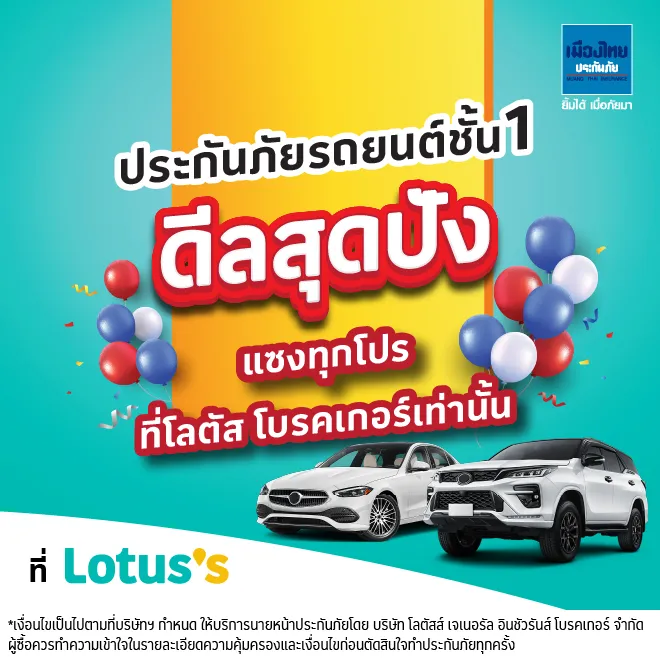 เมืองไทย
ประกันภัย
MUANG THAI INSURANCE
ยิ้มได้ เมื่อภัยมา
ประกันภัยรถยนต์ชั้น 1
ดีลสุดปัง
แซงทุกโปร
ที่โลตัส โบรคเกอร์เท่านั้น
ที่ Lotus's
*เงื่อนไขเป็นไปตามที่บริษัทฯ กำหนด ให้บริการนายหน้าประกันภัยโดย บริษัท โลตัสส์ เจเนอรัล อินชัวรันส์ โบรคเกอร์ จำกัด
ผู้ซื้อควรทำความเข้าใจในรายละเอียดความคุ้มครองและเงื่อนไขก่อนตัดสินใจทำประกันภัยทุกครั้ง